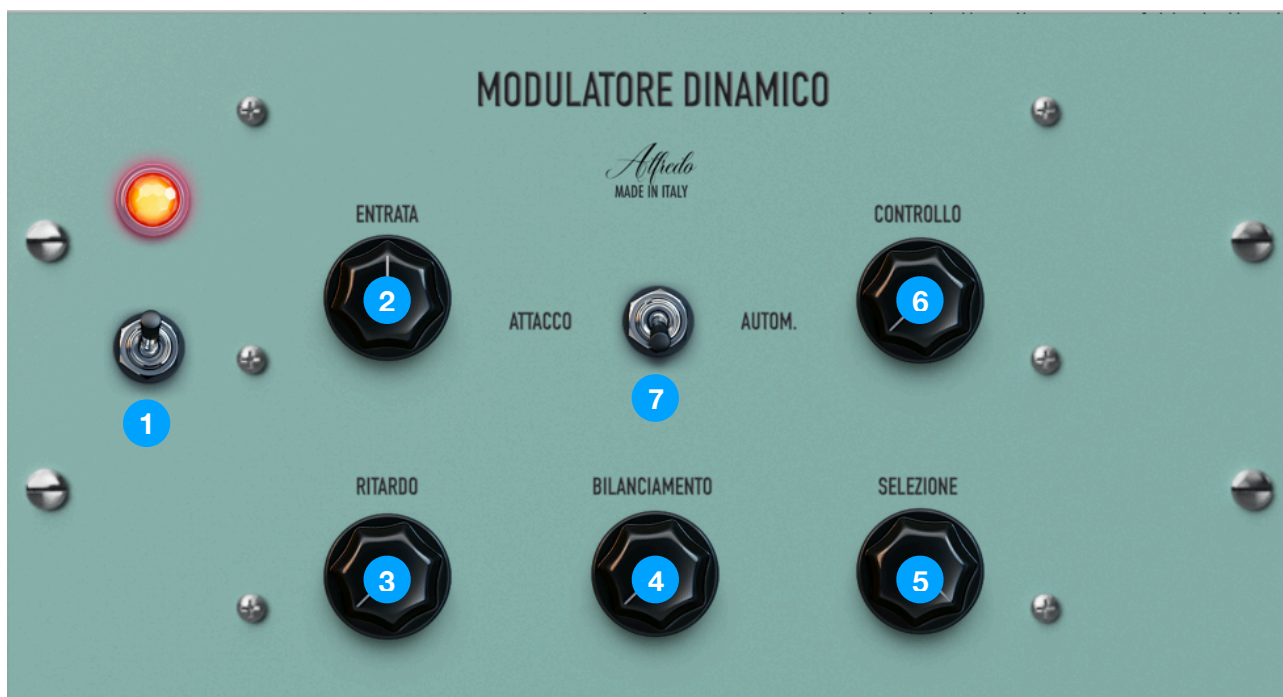 MODULATORE DINAMICO
Alfredo
MADE IN ITALY
ENTRATA
CONTROLLO
2
6
ATTACCO
AUTOM.
1
7
RITARDO
BILANCIAMENTO
SELEZIONE
3
4
5